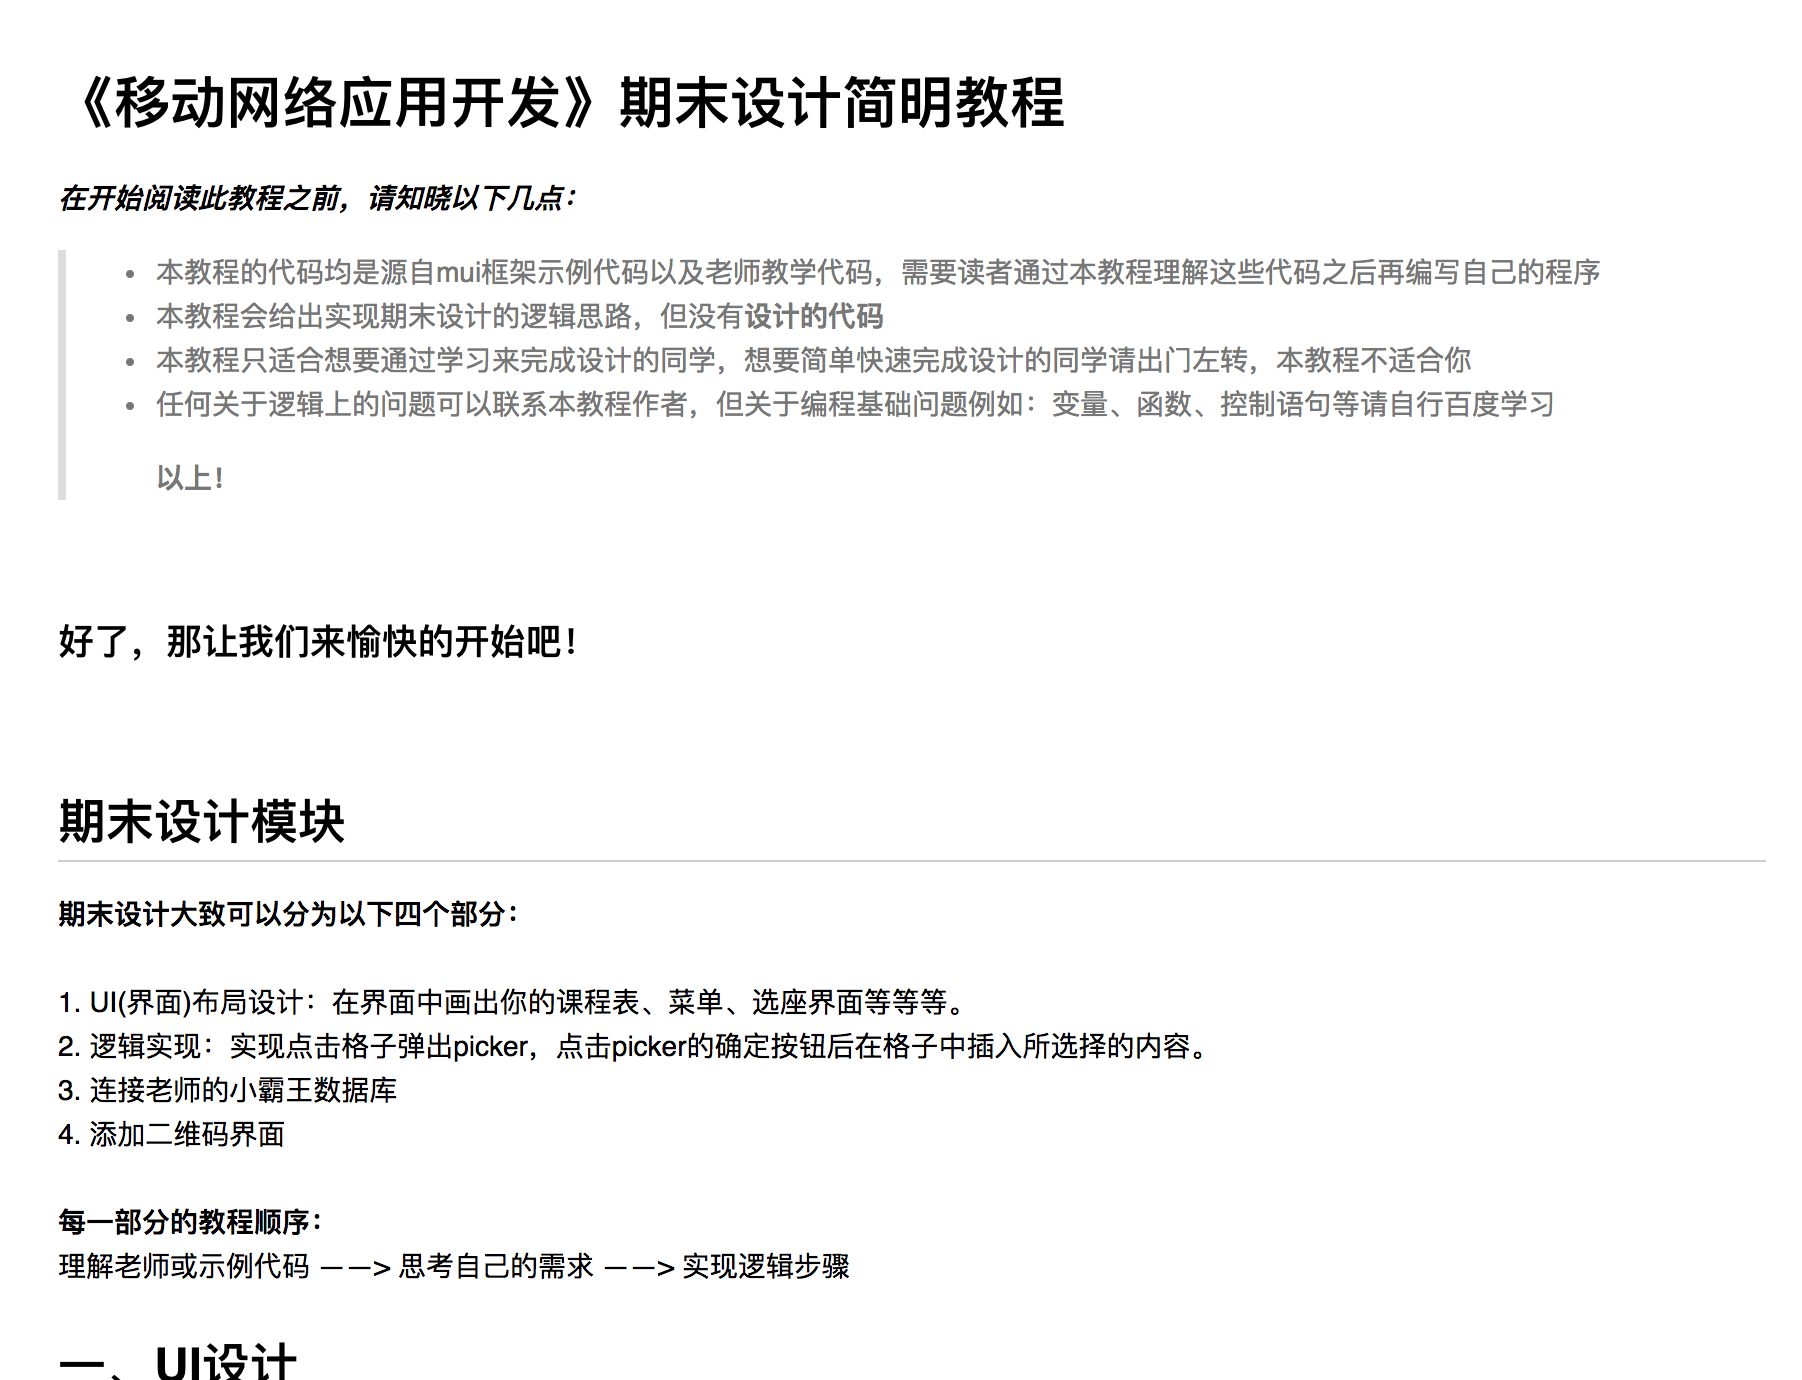 《移动网络应用开发》期末设计简明教程
在开始阅读此教程之前，请知晓以下几点：
• 本教程的代码均是源自mui框架示例代码以及老师教学代码，需要读者通过本教程理解这些代码之后再编写自己的程序
• 本教程会给出实现期末设计的逻辑思路，但没有设计的代码
• 本教程只适合想要通过学习来完成设计的同学，想要简单快速完成设计的同学请出门左转，本教程不适合你
• 任何关于逻辑上的问题可以联系本教程作者，但关于编程基础问题例如：变量、函数、控制语句等请自行百度学习
以上！
好了，那让我们来愉快的开始吧！
期末设计模块
期末设计大致可以分为以下四个部分：
1. UI(界面)布局设计：在界面中画出你的课程表、菜单、选座界面等等等。
2. 逻辑实现：实现点击格子弹出picker，点击picker的确定按钮后在格子中插入所选择的内容。
3. 连接老师的小霸王数据库
4. 添加二维码界面
每一部分的教程顺序：
理解老师或示例代码 ——> 思考自己的需求 ——> 实现逻辑步骤
一、UI设计